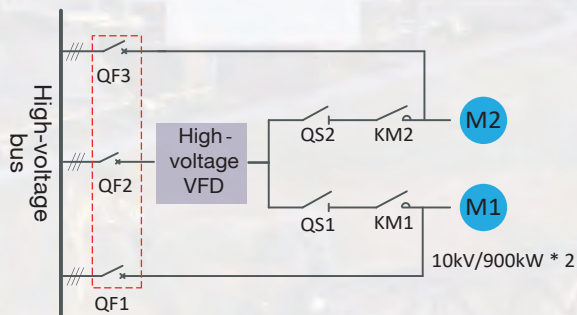 High-voltage
bus
QF3
QF2
QF1
High-
voltage
VFD
QS2
KM2
M2
QS1
KM1
M1
10kV/900kW * 2